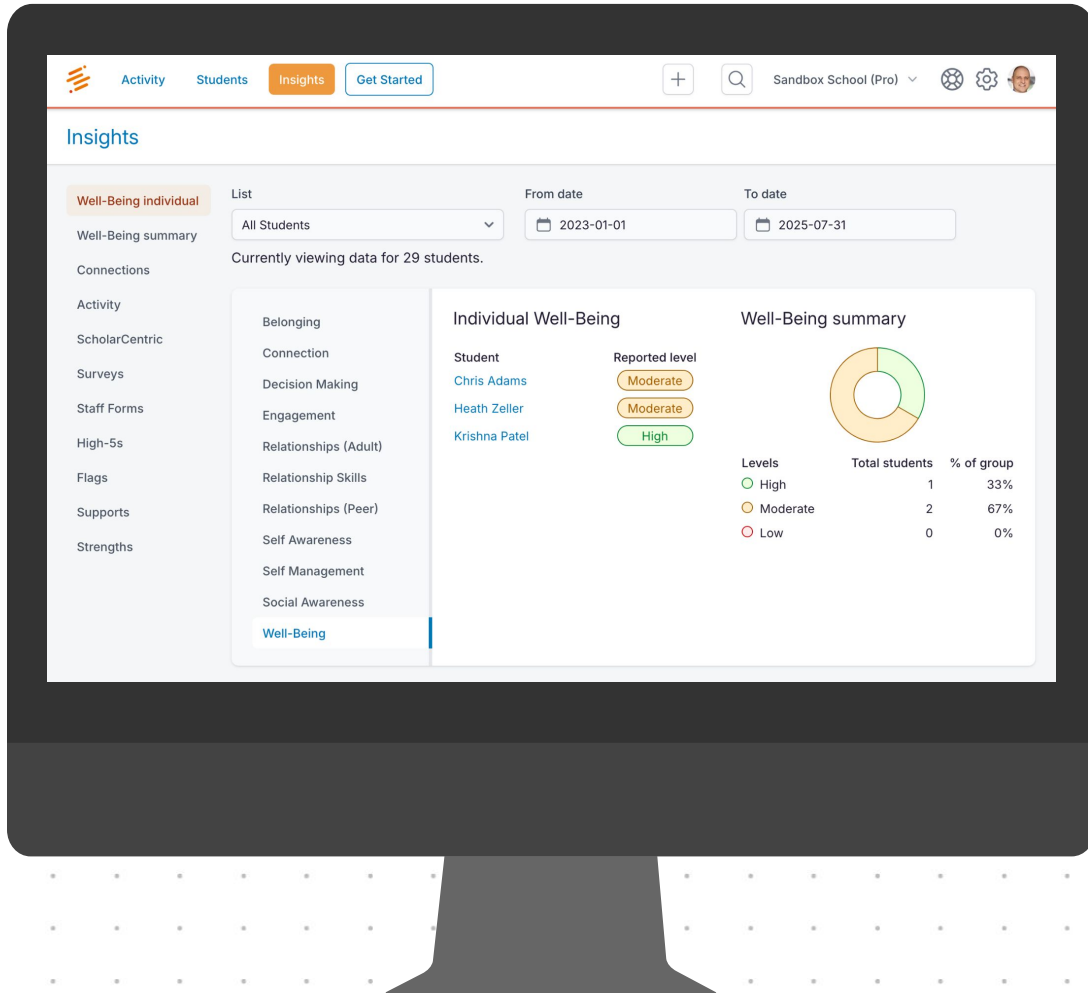 Activity Students Insights Get Started Sandbox School (Pro)
Insights
Well-Being individual
Well-Being summary
Connections
Activity
ScholarCentric
Surveys
Staff Forms
High-5s
Flags
Supports
Strengths
List From date To date
All Students 2023-01-01 2025-07-31
Currently viewing data for 29 students.
Belonging
Connection
Decision Making
Engagement
Relationships (Adult)
Relationship Skills
Relationships (Peer)
Self Awareness
Self Management
Social Awareness
Well-Being
Individual Well-Being
Student Reported level
Chris Adams Moderate
Heath Zeller Moderate
Krishna Patel High
Well-Being summary
Levels Total students % of group
High 1 33%
Moderate 2 67%
Low 0 0%